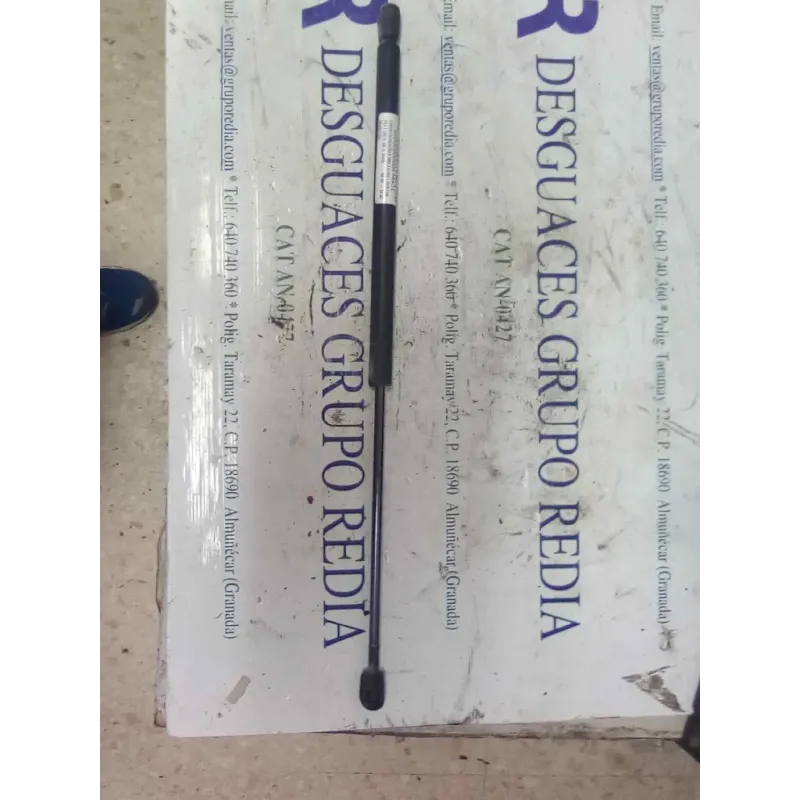 R
DESGUACES GRUPO REDIA
Email: ventas@gruporedia.com * Telf.: 640 740 360 * Polig. Taramay 22/C.P. 18690 Almuñécar (Granada)
R
DESGUACES GRUPO REDIA
CAT AN-0427
Email: ventas@gruporedia.com * Telf.: 640 740 360 * Polig. Taramay 22, C.P. 18690 Almuñécar (Granada)
CAT AN-0427
mail: ventas@gruporedia.com * Telf.: 640 740 360 * Polig. Taramay 22, C.P. 18690 Almuñécar (Granada)